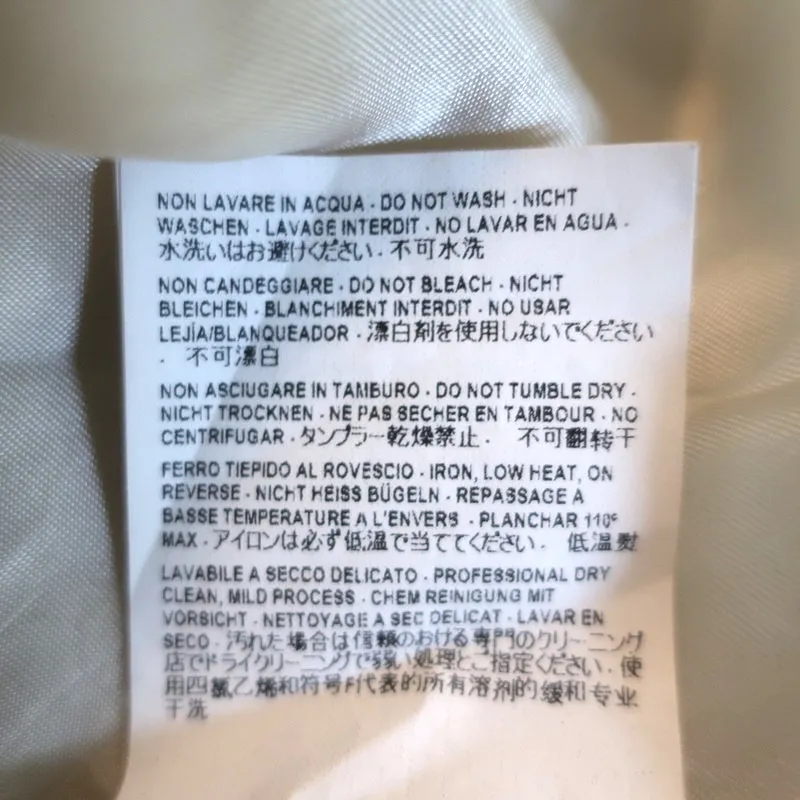 NON LAVARE IN ACQUA - DO NOT WASH - NICHT
WASCHEN - LAVAGE INTERDIT - NO LAVAR EN AGUA -
水洗いはお避けください - 不可水洗
NON CANDEGGIARE - DO NOT BLEACH - NICHT
BLEICHEN - BLANCHIMENT INTERDIT - NO USAR
LEJÍA/BLANQUEADOR - 漂白剤を使用しないでください
- 不可漂白
NON ASCIUGARE IN TAMBURO - DO NOT TUMBLE DRY -
NICHT TROCKNEN - NE PAS SECHER EN TAMBOUR - NO
CENTRIFUGAR - タンブラー乾燥禁止 - 不可翻转干
FERRO TIEPIDO AL ROVESCIO - IRON, LOW HEAT, ON
REVERSE - NICHT HEISS BÜGELN - REPASSAGE A
BASSE TEMPERATURE A L'ENVERS - PLANCHAR 110°
MAX - アイロンは必ず低温で当ててください - 低温熨
LAVABILE A SECCO DELICATO - PROFESSIONAL DRY
CLEAN, MILD PROCESS - CHEM REINIGUNG MIT
VORSICHT - NETTOYAGE A SEC DELICAT - LAVAR EN
SECO - 汚れた場合は信頼のおける専門のクリーニング
店でドライクリーニングで弱い処理とご指定ください - 使
用四氯乙烯和符号F代表的所有溶剂的缓和专业
干洗